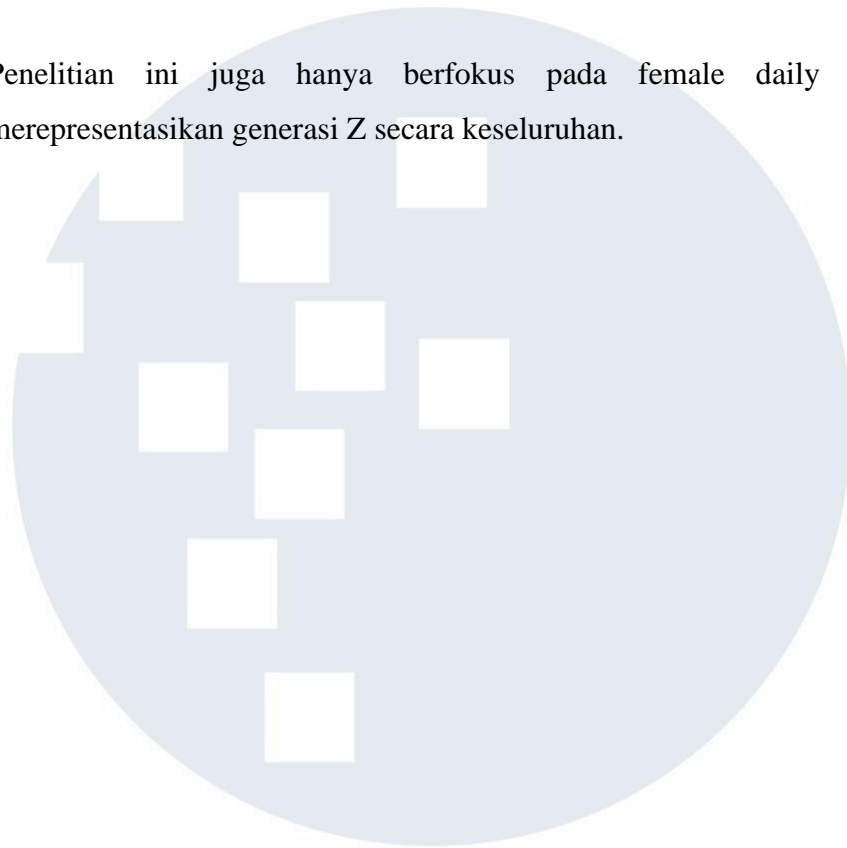 Penelitian ini juga hanya berfokus pada female daily
merepresentasikan generasi Z secara keseluruhan.